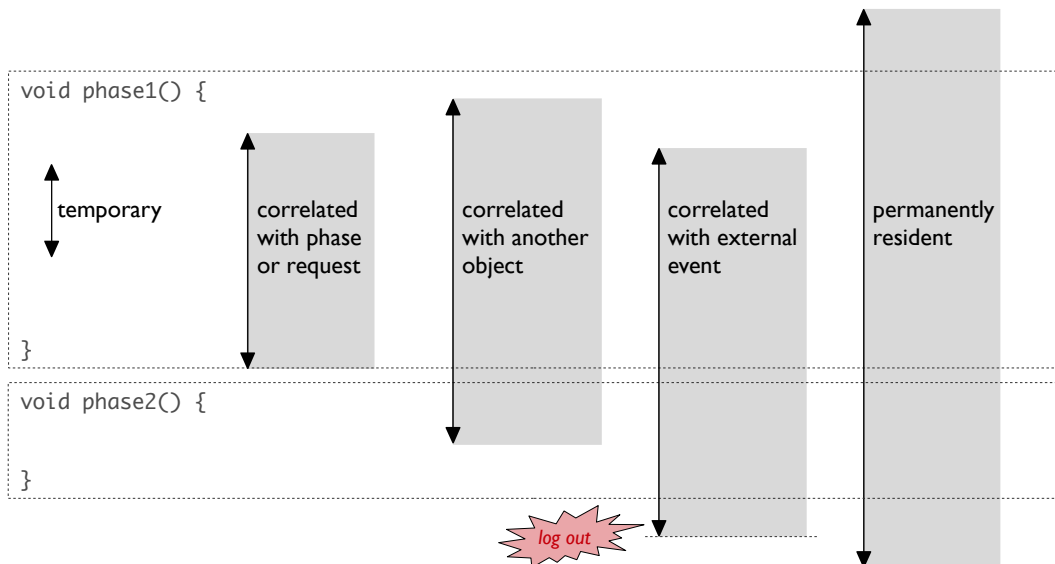 void phase1() {
temporary
correlated
with phase
or request
correlated
with another
object
correlated
with external
event
permanently
resident
}
void phase2() {
}
log out